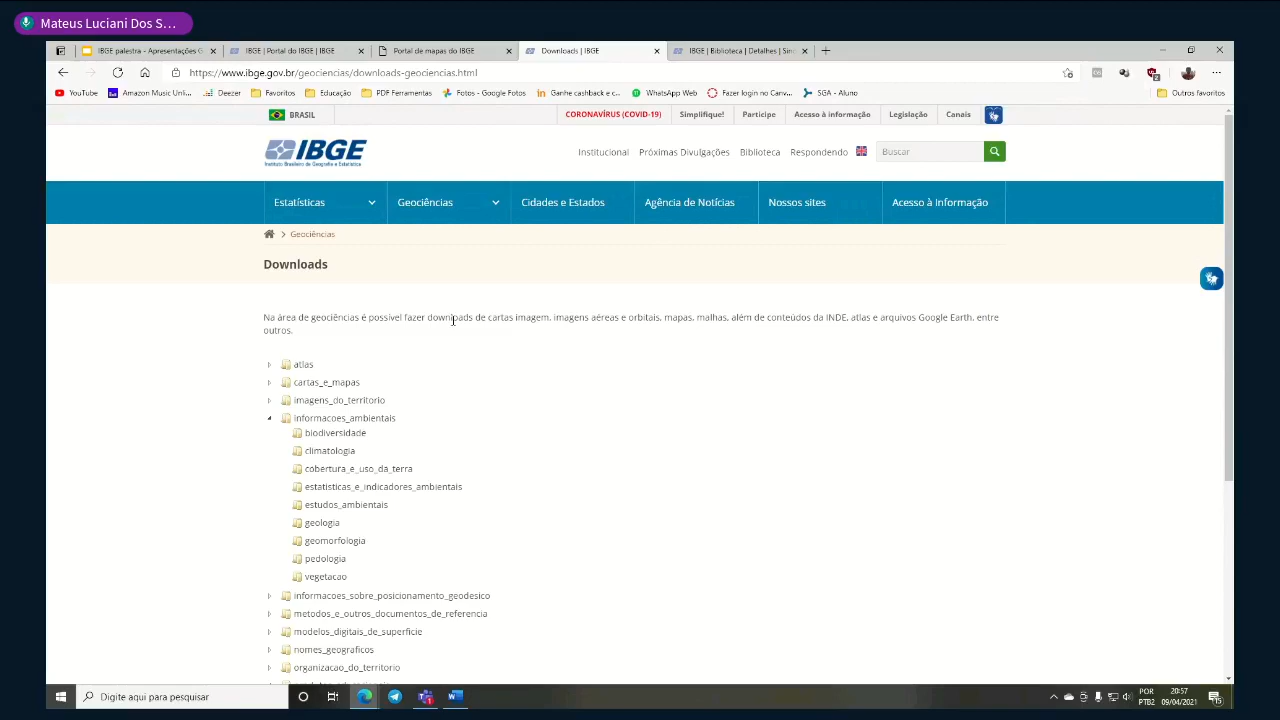 Mateus Luciani Dos S...
IBGE palestra - Apresentações G
IBGE | Portal do IBGE | IBGE
Portal de mapas do IBGE
Downloads | IBGE
IBGE | Biblioteca | Detalhes | Sin
https://www.ibge.gov.br/geociencias/downloads-geociencias.html
YouTube
Amazon Music Unli...
Deezer
Favoritos
Educação
PDF Ferramentas
Fotos - Google Fotos
Ganhe cashback e c...
WhatsApp Web
Fazer login no Canv...
SGA - Aluno
Outros favoritos
BRASIL
CORONAVÍRUS (COVID-19)
Simplifique!
Participe
Acesso à informação
Legislação
Canais
IBGE
Instituto Brasileiro de Geografia e Estatística
Institucional
Próximas Divulgações
Biblioteca
Respondendo
Buscar
Estatísticas
Geociências
Cidades e Estados
Agência de Notícias
Nossos sites
Acesso à Informação
Geociências
Downloads
Na área de geociências é possível fazer downloads de cartas imagem, imagens aéreas e orbitais, mapas, malhas, além de conteúdos da INDE, atlas e arquivos Google Earth, entre
outros.
atlas
cartas_e_mapas
imagens_do_territorio
informacoes_ambientais
biodiversidade
climatologia
cobertura_e_uso_da_terra
estatisticas_e_indicadores_ambientais
estudos_ambientais
geologia
geomorfologia
pedologia
vegetacao
informacoes_sobre_posicionamento_geodesico
metodos_e_outros_documentos_de_referencia
modelos_digitais_de_superficie
nomes_geograficos
organizacao_do_territorio
Digite aqui para pesquisar
POR
PTB2
20:57
09/04/2021
15